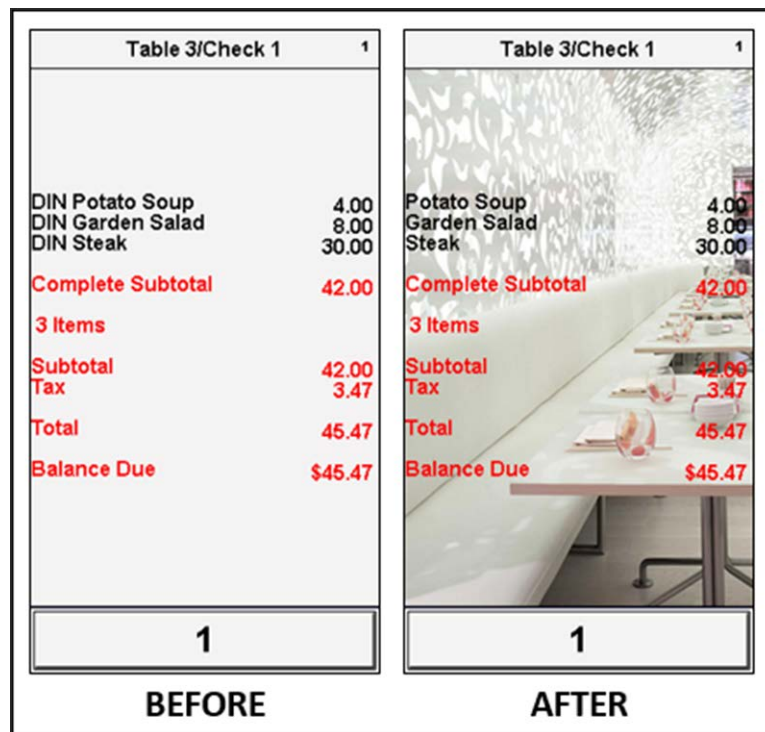 Table 3/Check 1 1
DIN Potato Soup 4.00
DIN Garden Salad 8.00
DIN Steak 30.00
Complete Subtotal 42.00
3 Items
Subtotal 42.00
Tax 3.47
Total 45.47
Balance Due $45.47
1
BEFORE
Table 3/Check 1 1
Potato Soup 4.00
Garden Salad 8.00
Steak 30.00
Complete Subtotal 42.00
3 Items
Subtotal 42.00
Tax 3.47
Total 45.47
Balance Due $45.47
1
AFTER